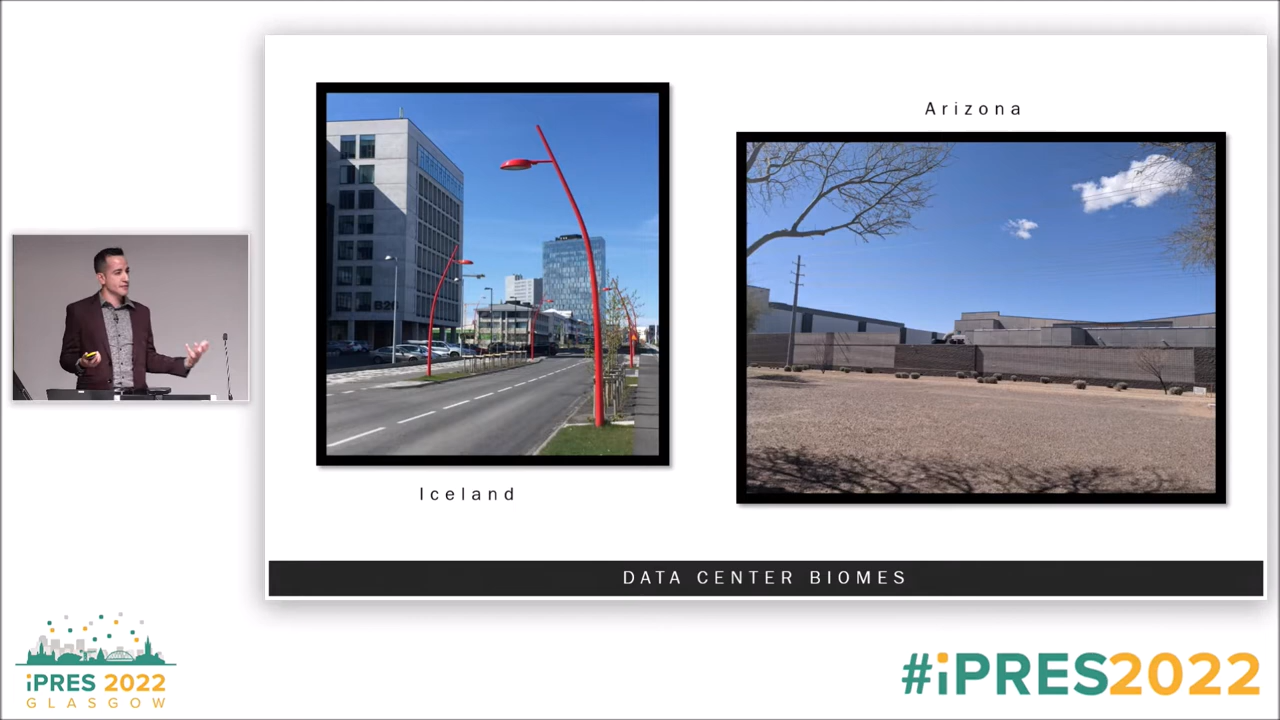 Arizona
Iceland
DATA CENTER BIOMES
iPRES 2022
GLASGOW
#iPRES2022